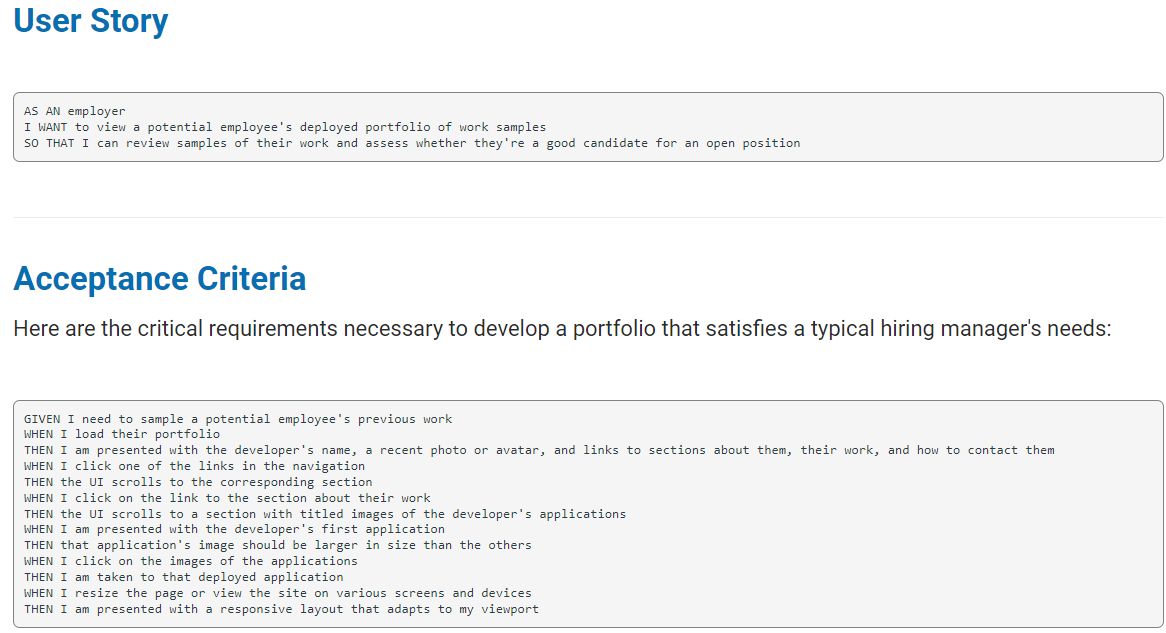 User Story
AS AN employer
I WANT to view a potential employee's deployed portfolio of work samples
SO THAT I can review samples of their work and assess whether they're a good candidate for an open position
Acceptance Criteria
Here are the critical requirements necessary to develop a portfolio that satisfies a typical hiring manager's needs:
GIVEN I need to sample a potential employee's previous work
WHEN I load their portfolio
THEN I am presented with the developer's name, a recent photo or avatar, and links to sections about them, their work, and how to contact them
WHEN I click one of the links in the navigation
THEN the UI scrolls to the corresponding section
WHEN I click on the link to the section about their work
THEN the UI scrolls to a section with titled images of the developer's applications
WHEN I am presented with the developer's first application
THEN that application's image should be larger in size than the others
WHEN I click on the images of the applications
THEN I am taken to that deployed application
WHEN I resize the page or view the site on various screens and devices
THEN I am presented with a responsive layout that adapts to my viewport